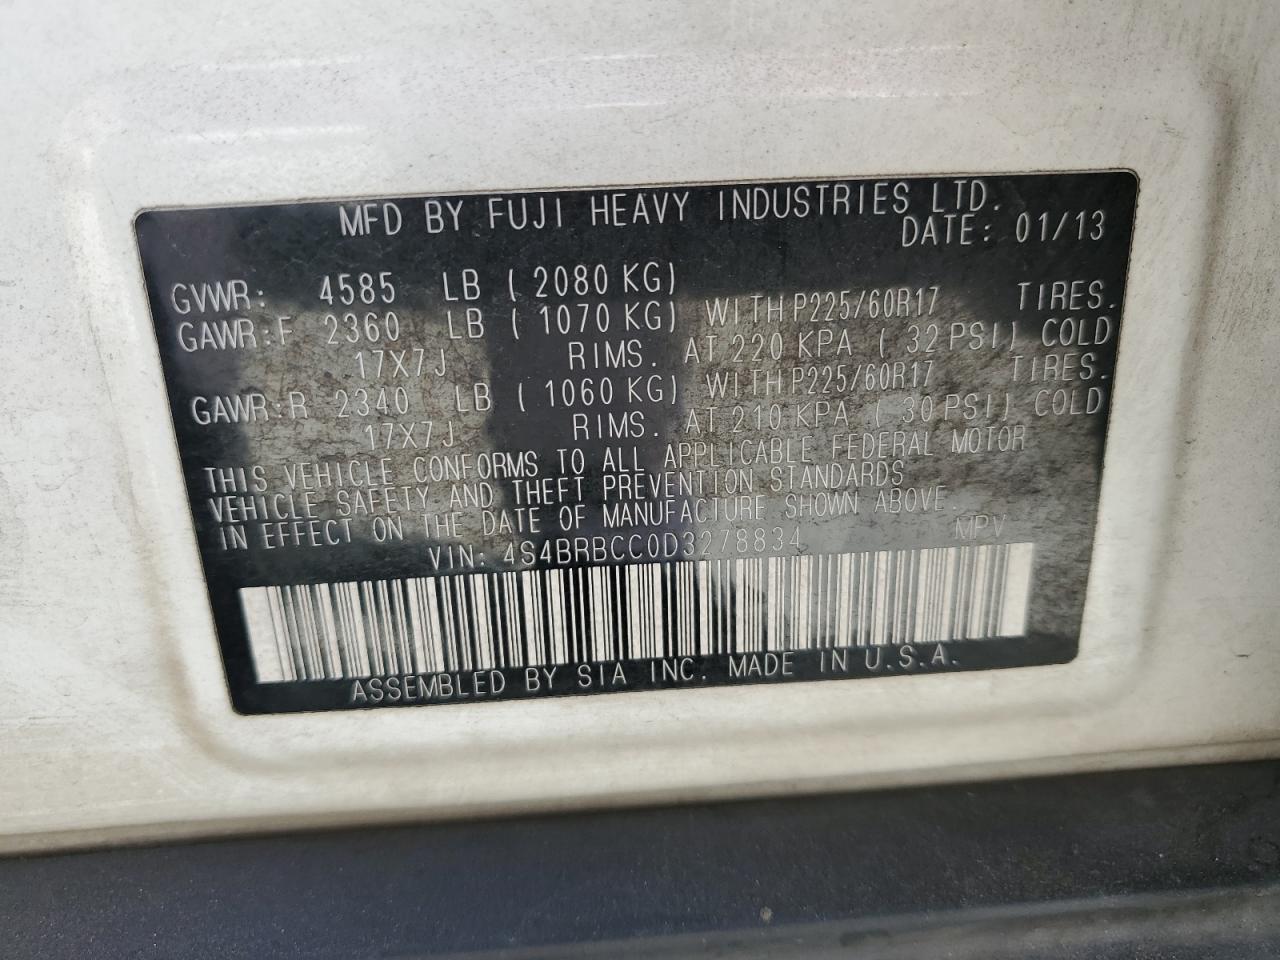 MFD BY FUJI HEAVY INDUSTRIES LTD.
DATE: 01/13
GVWR: 4585 LB ( 2080 KG)
GAWR:F 2360 LB ( 1070 KG) WITH P225/60R17 TIRES.
17X7J RIMS. AT 220 KPA ( 32 PSI) COLD
GAWR:R 2340 LB ( 1060 KG) WITH P225/60R17 TIRES.
17X7J RIMS. AT 210 KPA ( 30 PSI) COLD
THIS VEHICLE CONFORMS TO ALL APPLICABLE FEDERAL MOTOR
VEHICLE SAFETY AND THEFT PREVENTION STANDARDS
IN EFFECT ON THE DATE OF MANUFACTURE SHOWN ABOVE.
VIN: 4S4BRBCC0D3278834 MPV
ASSEMBLED BY SIA INC. MADE IN U.S.A.